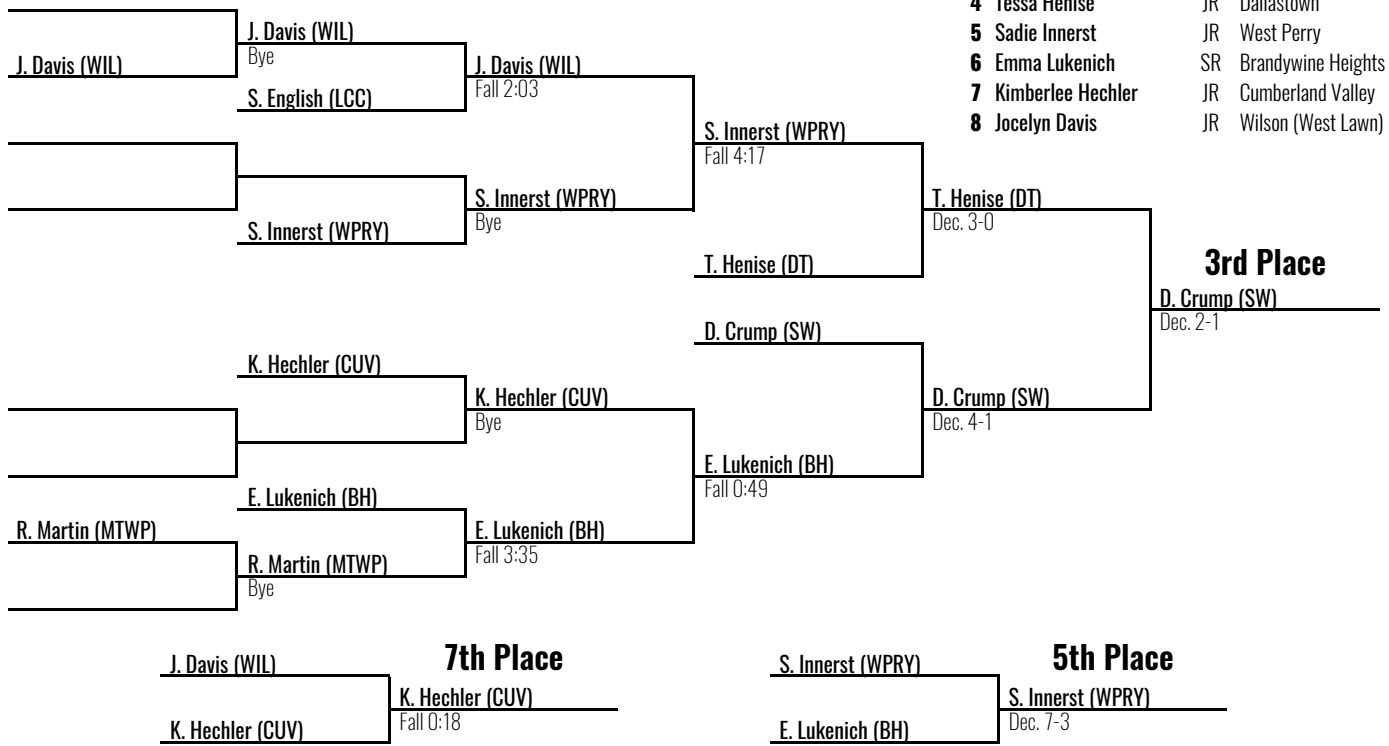 4 Tessa Henise JR Dallastown
5 Sadie Innerst JR West Perry
6 Emma Lukenich SR Brandywine Heights
7 Kimberlee Hechler JR Cumberland Valley
8 Jocelyn Davis JR Wilson (West Lawn)
J. Davis (WIL)
J. Davis (WIL)
Bye
S. English (LCC)
J. Davis (WIL)
Fall 2:03
S. Innerst (WPRY)
S. Innerst (WPRY)
Bye
S. Innerst (WPRY)
Fall 4:17
T. Henise (DT)
T. Henise (DT)
Dec. 3-0
3rd Place
D. Crump (SW)
Dec. 2-1
D. Crump (SW)
D. Crump (SW)
Dec. 4-1
K. Hechler (CUV)
K. Hechler (CUV)
Bye
E. Lukenich (BH)
Fall 0:49
E. Lukenich (BH)
R. Martin (MTWP)
R. Martin (MTWP)
Bye
E. Lukenich (BH)
Fall 3:35
7th Place
J. Davis (WIL)
K. Hechler (CUV)
K. Hechler (CUV)
Fall 0:18
5th Place
S. Innerst (WPRY)
E. Lukenich (BH)
S. Innerst (WPRY)
Dec. 7-3